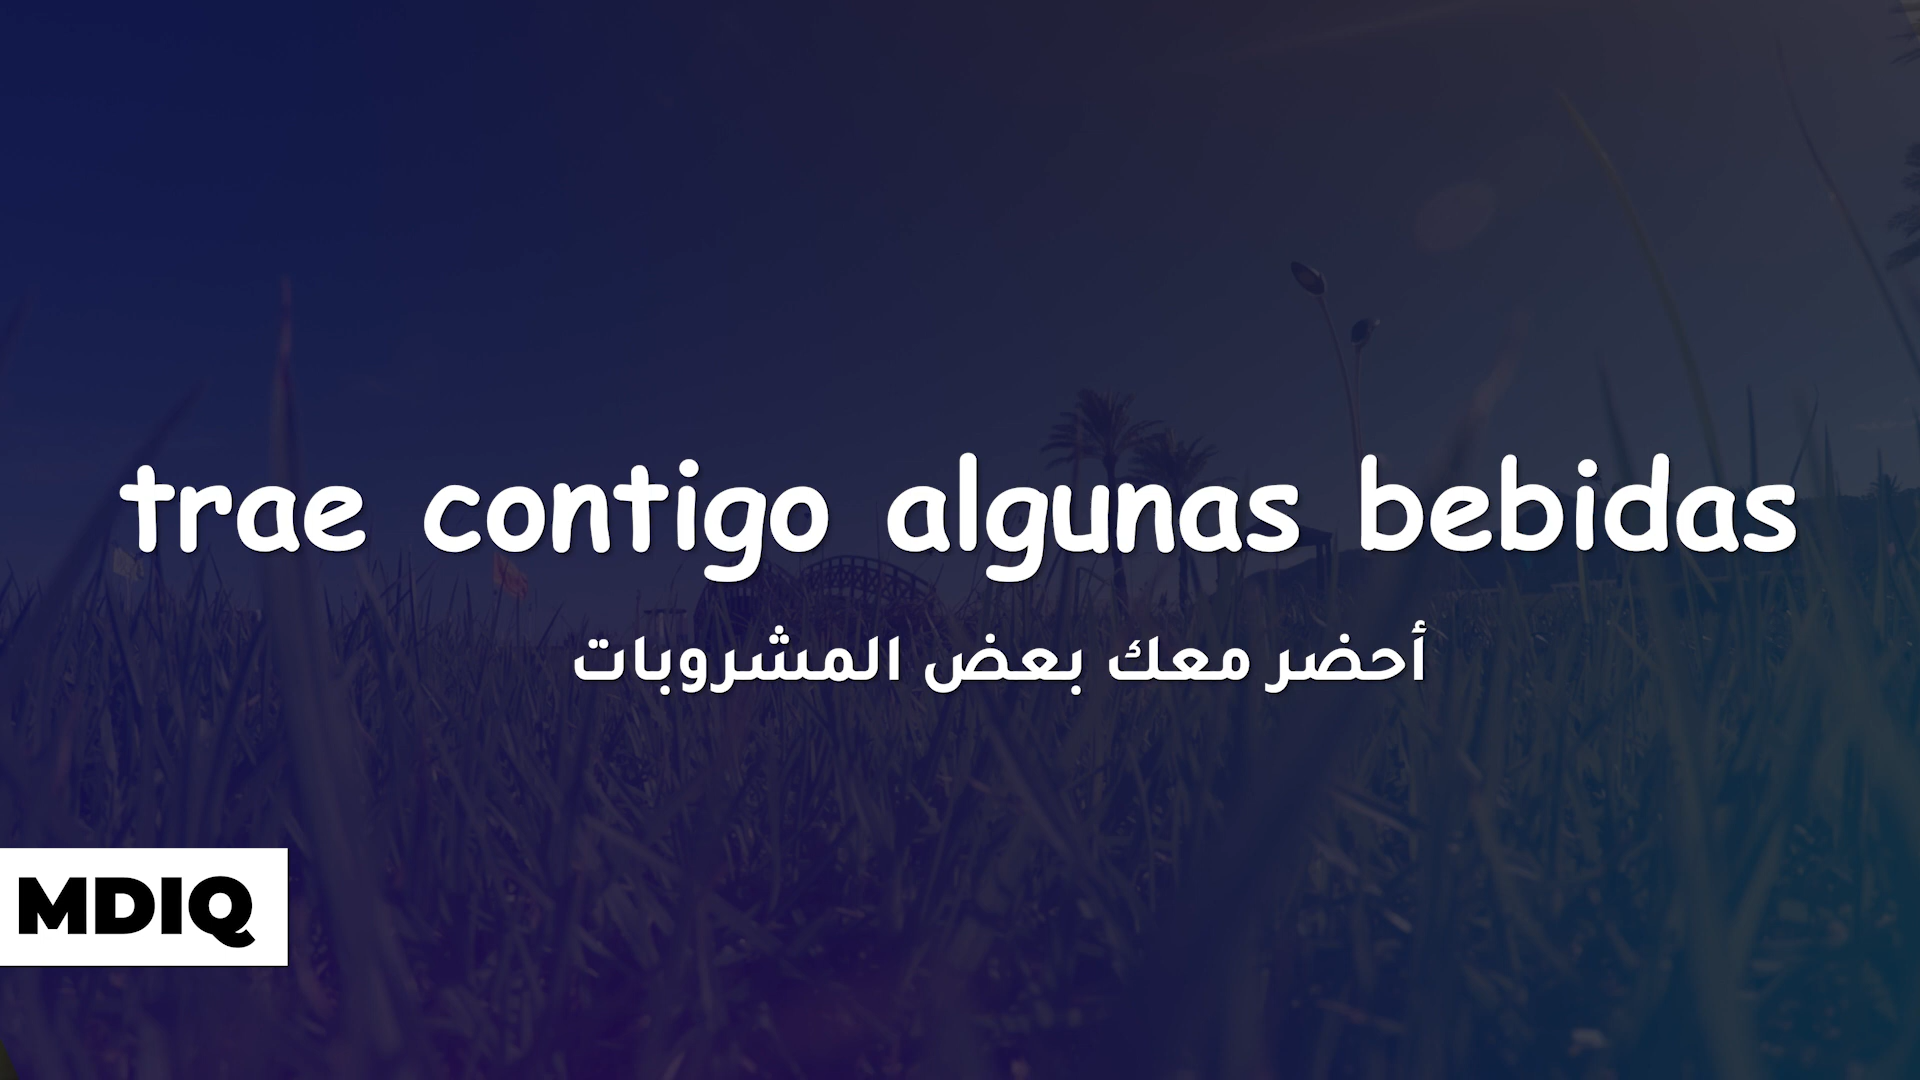 trae contigo algunas bebidas
أحضر معك بعض المشروبات
MDIQ